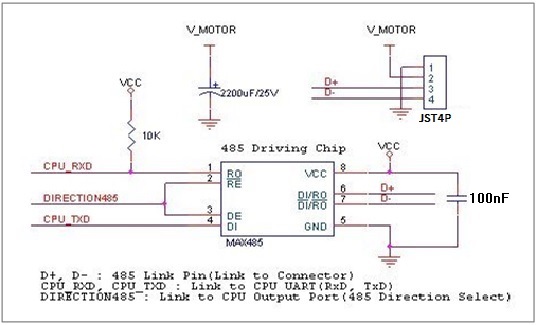 V_MOTOR V_MOTOR
VCC
2200uF/25V
D+
D-
1
2
3
4
JST4P
10K
485 Driving Chip
VCC
CPU_RXD 1 RO VCC 8
2 RE
DIRECTION485 DI/RO 6 D+
DI/RO 7 D-
100nF
3 DE
CPU_TXD 4 DI GND 5
MAX485
D+, D- : 485 Link Pin(Link to Connector)
CPU_RXD, CPU_TXD : Link to CPU UART(RxD, TxD)
DIRECTION485 : Link to CPU Output Port(485 Direction Select)